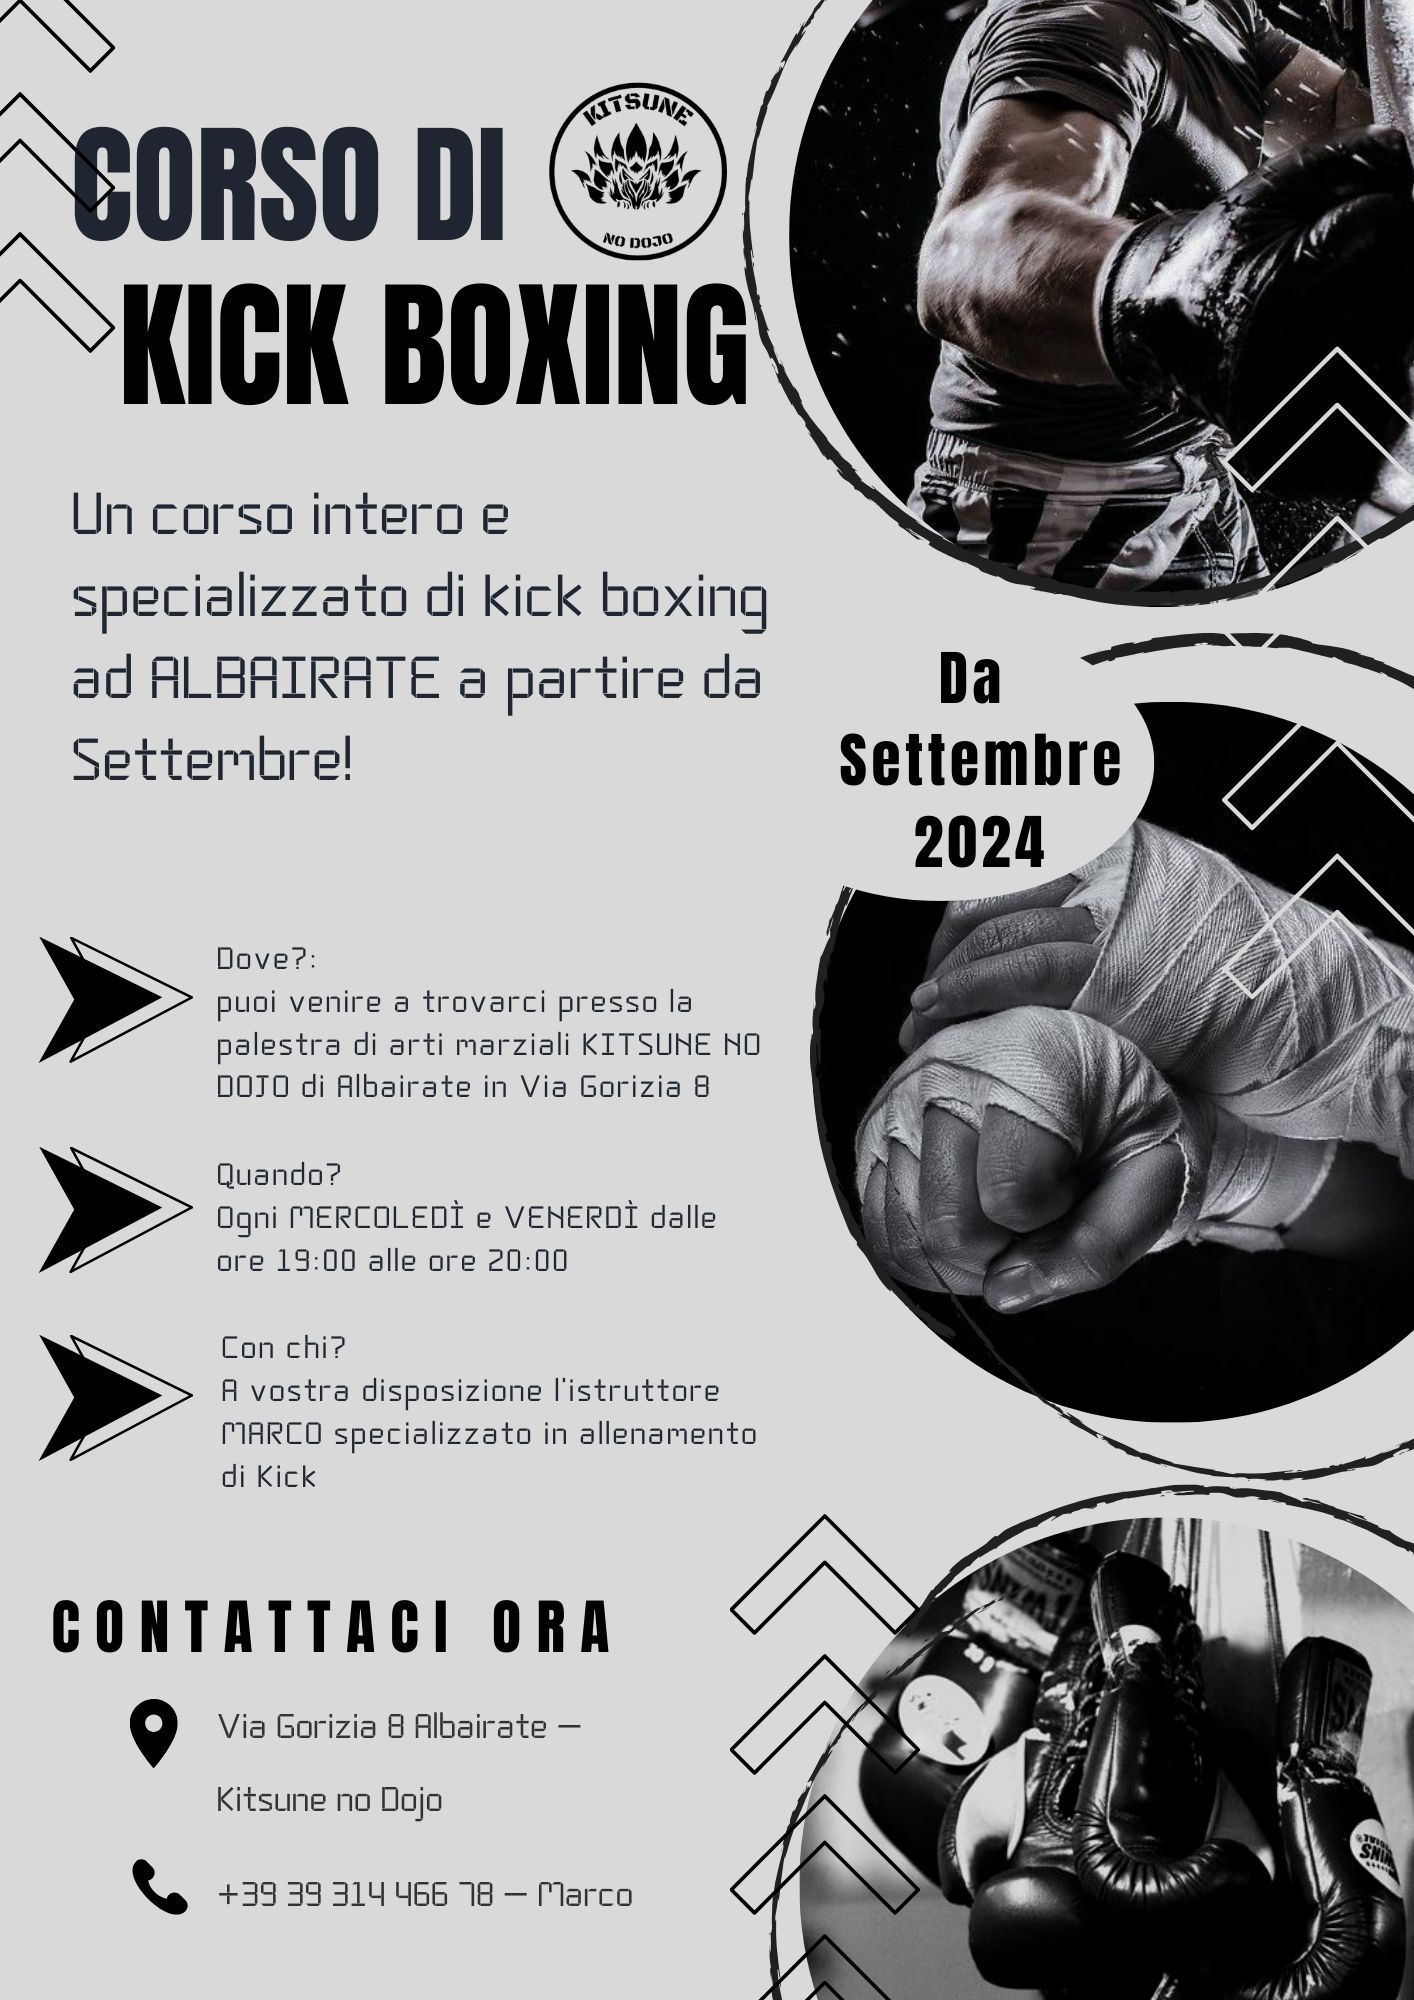 KITSUNE
NO DOJO
CORSO DI
KICK BOXING
Un corso intero e
specializzato di kick boxing
ad ALBAIRATE a partire da
Settembre!
Da
Settembre
2024
Dove?:
puoi venire a trovarci presso la
palestra di arti marziali KITSUNE NO
DOJO di Albairate in Via Gorizia 8
Quando?
Ogni MERCOLEDÌ e VENERDÌ dalle
ore 19:00 alle ore 20:00
Con chi?
A vostra disposizione l'istruttore
MARCO specializzato in allenamento
di Kick
CONTATTACI ORA
Via Gorizia 8 Albairate –
Kitsune no Dojo
+39 39 314 466 78 – Marco